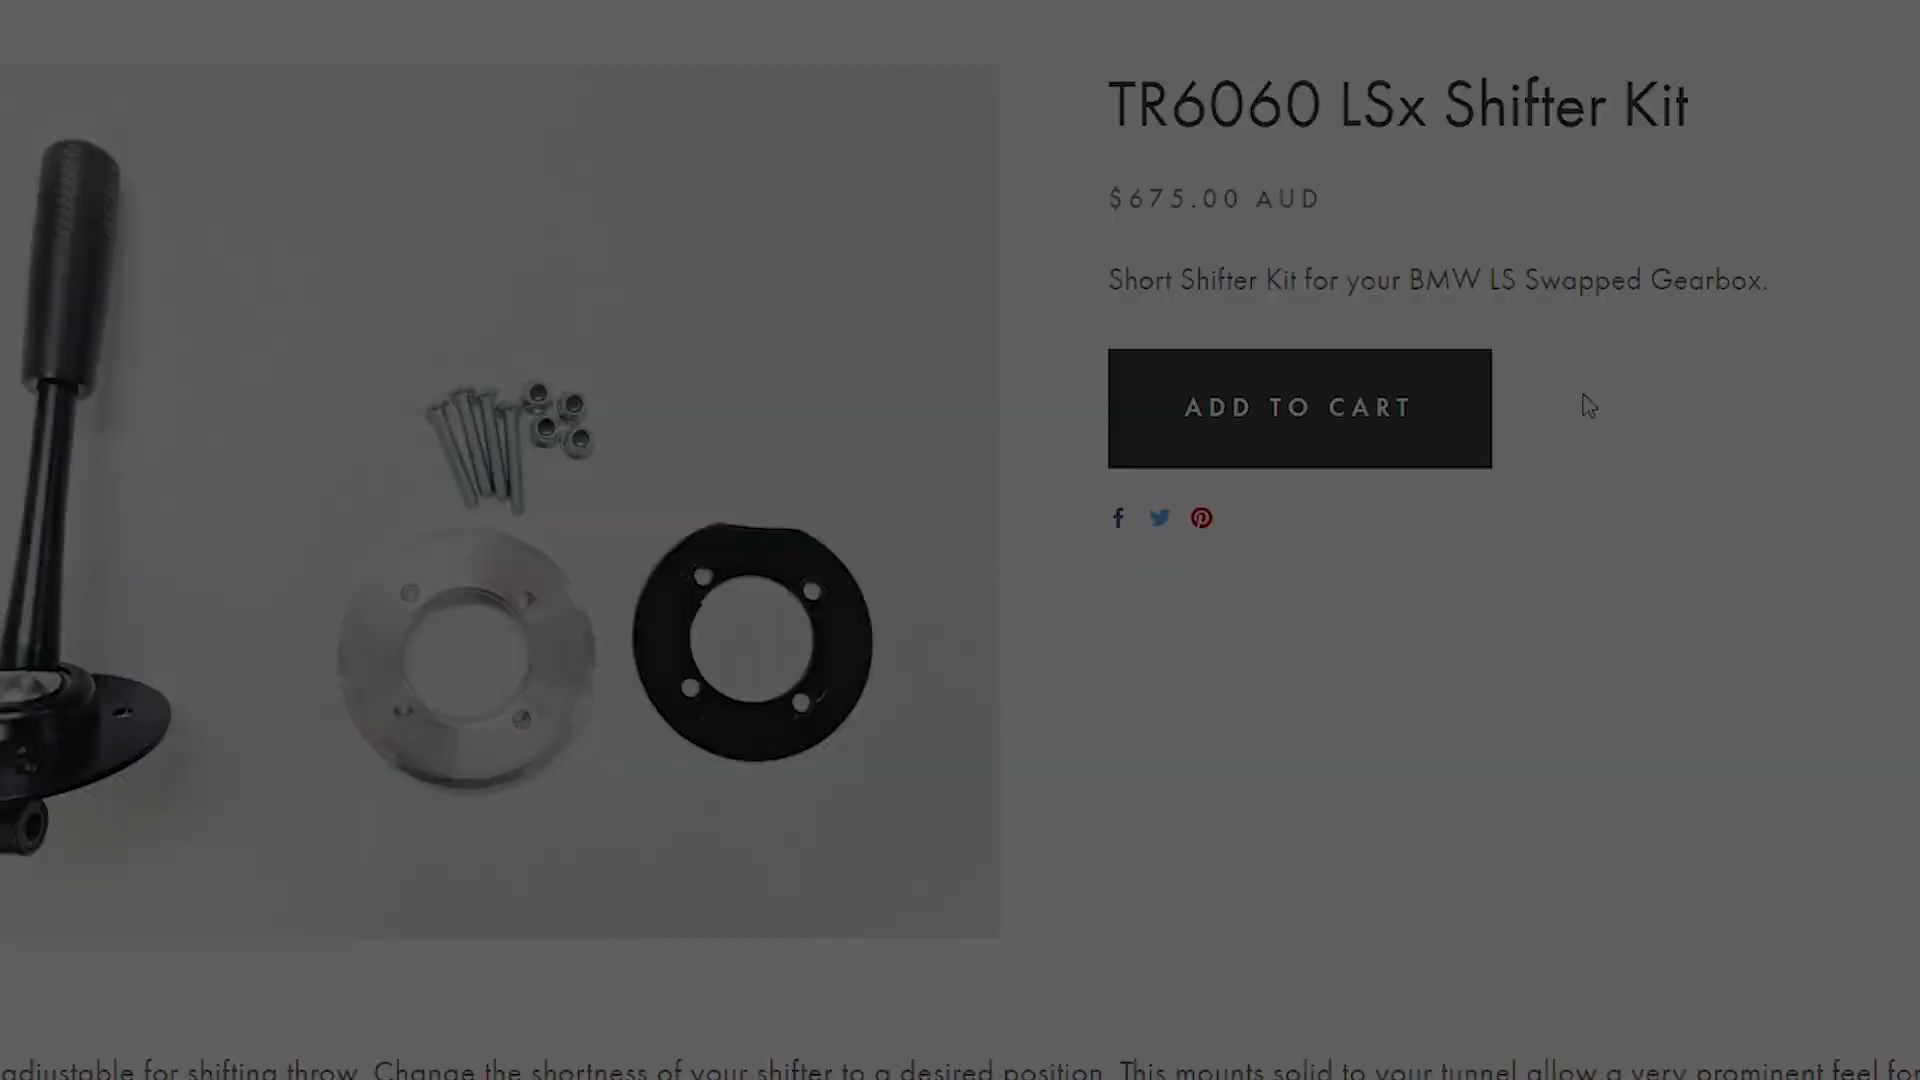 TR6060 LSx Shifter Kit
$675.00 AUD
Short Shifter Kit for your BMW LS Swapped Gearbox.
ADD TO CART
adjustable for shifting throw. Change the shortness of your shifter to a desired position. This mounts solid to your tunnel allow a very prominent feel for